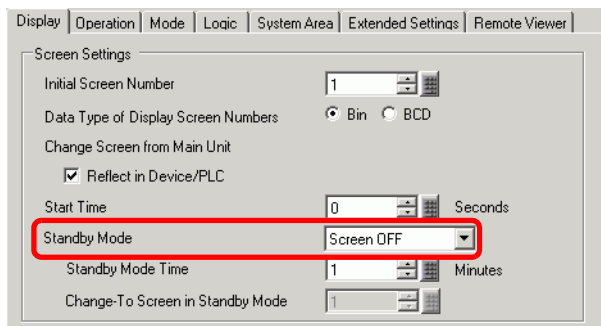 Display Operation Mode Logic System Area Extended Settings Remote Viewer
Screen Settings
Initial Screen Number 1
Data Type of Display Screen Numbers Bin BCD
Change Screen from Main Unit
Reflect in Device/PLC
Start Time 0 Seconds
Standby Mode Screen OFF
Standby Mode Time 1 Minutes
Change-To Screen in Standby Mode 1